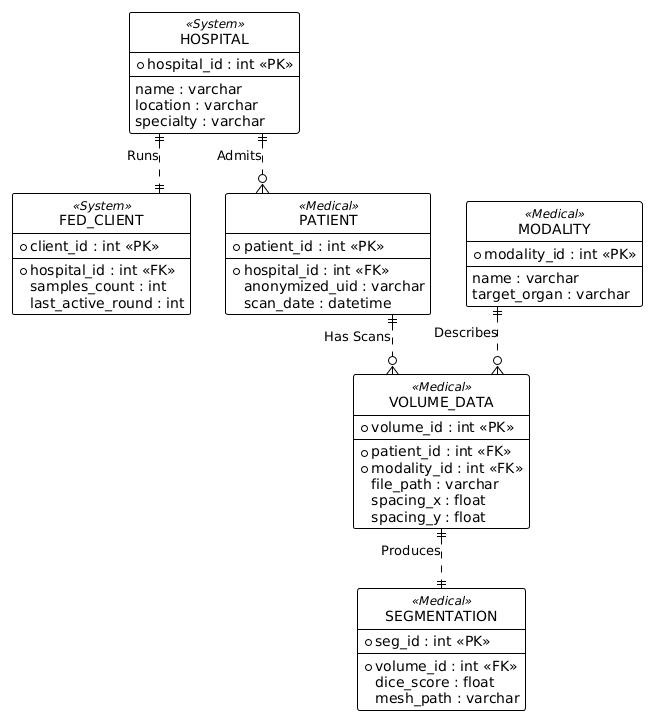 «System»
HOSPITAL
hospital_id : int «PK»
name : varchar
location : varchar
specialty : varchar
Runs
Admits
«System»
FED_CLIENT
client_id : int «PK»
hospital_id : int «FK»
samples_count : int
last_active_round : int
«Medical»
PATIENT
patient_id : int «PK»
hospital_id : int «FK»
anonymized_uid : varchar
scan_date : datetime
«Medical»
MODALITY
modality_id : int «PK»
name : varchar
target_organ : varchar
Has Scans
Describes
«Medical»
VOLUME_DATA
volume_id : int «PK»
patient_id : int «FK»
modality_id : int «FK»
file_path : varchar
spacing_x : float
spacing_y : float
Produces
«Medical»
SEGMENTATION
seg_id : int «PK»
volume_id : int «FK»
dice_score : float
mesh_path : varchar